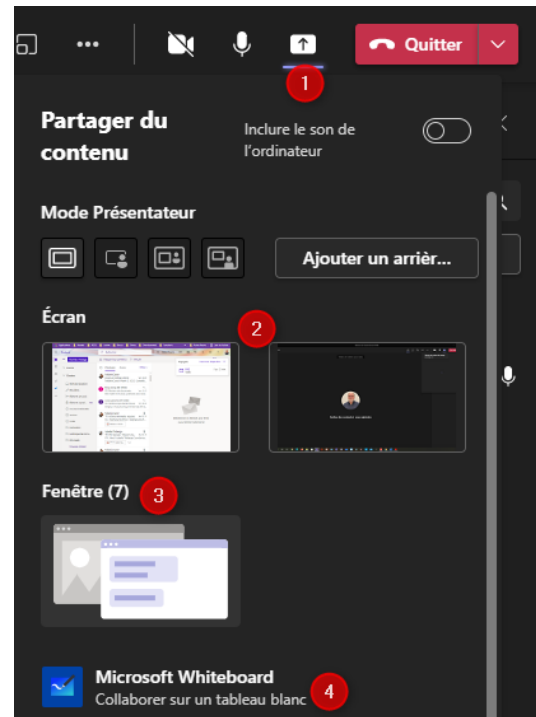 Quitter
1
Partager du
contenu
Inclure le son de
l'ordinateur
Mode Présentateur
Ajouter un arrièr...
Écran
2
Fenêtre (7)
3
Microsoft Whiteboard
Collaborer sur un tableau blanc
4